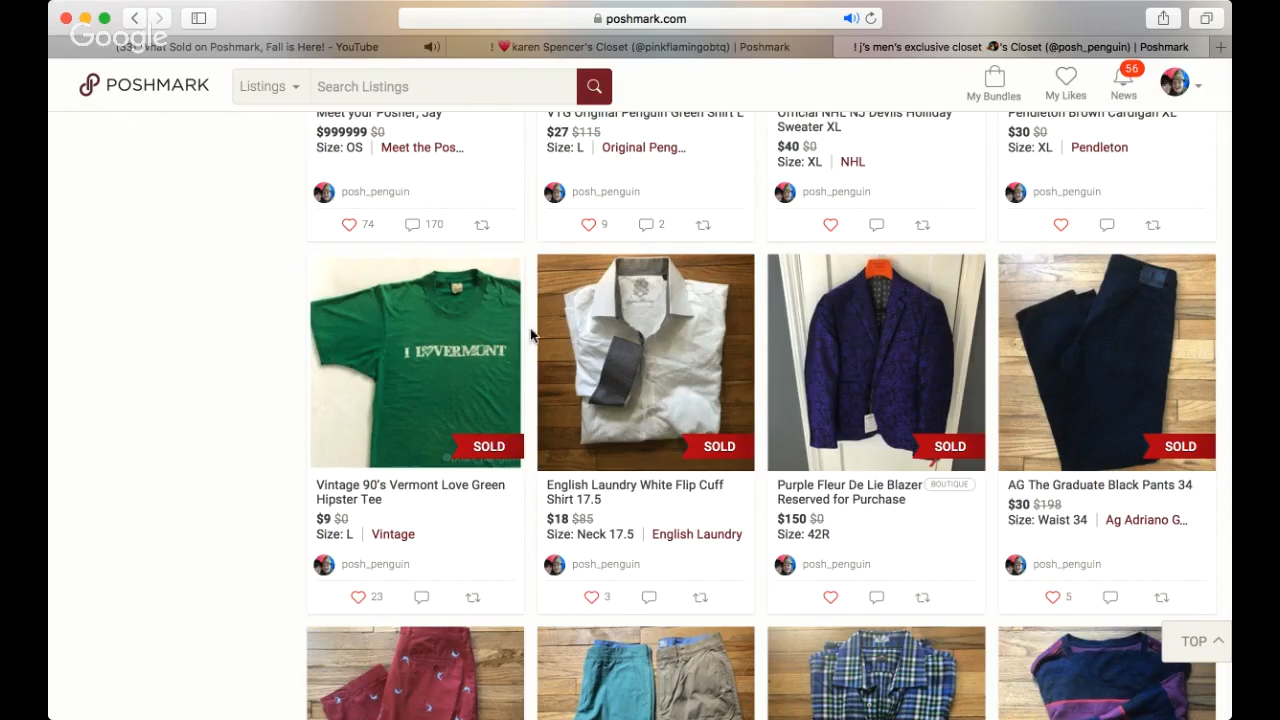 poshmark.com
Google
(33) What Sold on Poshmark, Fall is Here! - YouTube
! ❤karen Spencer's Closet (@pinkflamingobtq) | Poshmark
! j's men's exclusive closet 's Closet (@posh_penguin) | Poshmark
POSHMARK
Listings
Search Listings
My Bundles
My Likes
56
News
Meet your Posher, Jay
$999999 $0
Size: OS | Meet the Pos...
posh_penguin
74 170
VTG Original Penguin Green Shirt L
$27 $115
Size: L | Original Peng...
posh_penguin
9 2
Official NHL NJ Devils Holliday
Sweater XL
$40 $0
Size: XL | NHL
posh_penguin
Pendleton Brown Cardigan XL
$30 $0
Size: XL | Pendleton
posh_penguin
I L♥VERMONT
SOLD
Vintage 90's Vermont Love Green
Hipster Tee
$9 $0
Size: L | Vintage
posh_penguin
23
SOLD
English Laundry White Flip Cuff
Shirt 17.5
$18 $85
Size: Neck 17.5 | English Laundry
posh_penguin
3
SOLD
Purple Fleur De Lie Blazer BOUTIQUE
Reserved for Purchase
$150 $0
Size: 42R
posh_penguin
SOLD
AG The Graduate Black Pants 34
$30 $198
Size: Waist 34 | Ag Adriano G...
posh_penguin
5
TOP